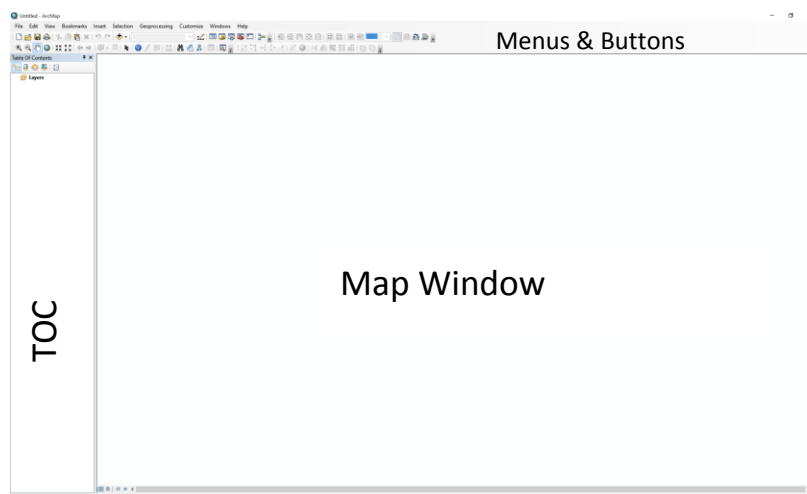 Untitled - ArcMap
File Edit View Bookmarks Insert Selection Geoprocessing Customize Windows Help
Menus & Buttons
Table Of Contents
Layers
Map Window
TOC